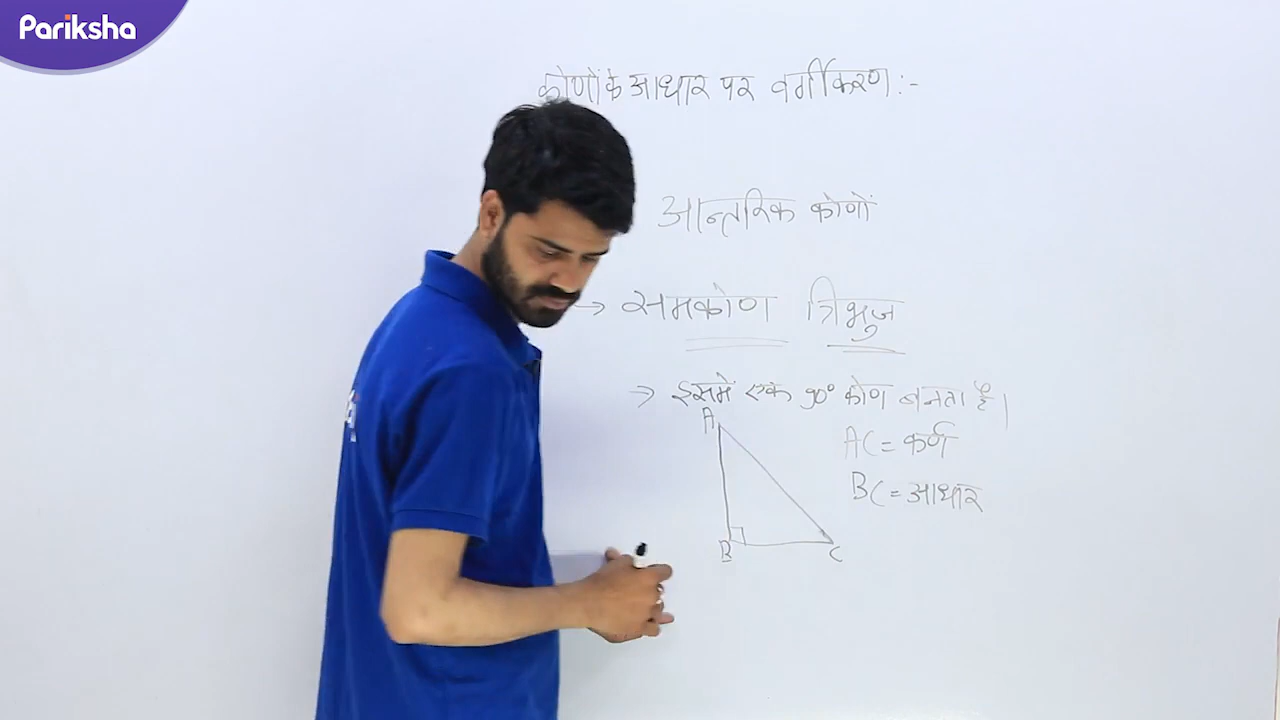 Pariksha
कोणों के आधार पर वर्गीकरण :-
आन्तरिक कोणों
→ समकोण त्रिभुज
→ इसमें एक 90° कोण बनता है।
A
AC = कर्ण
BC = आधार
B
C